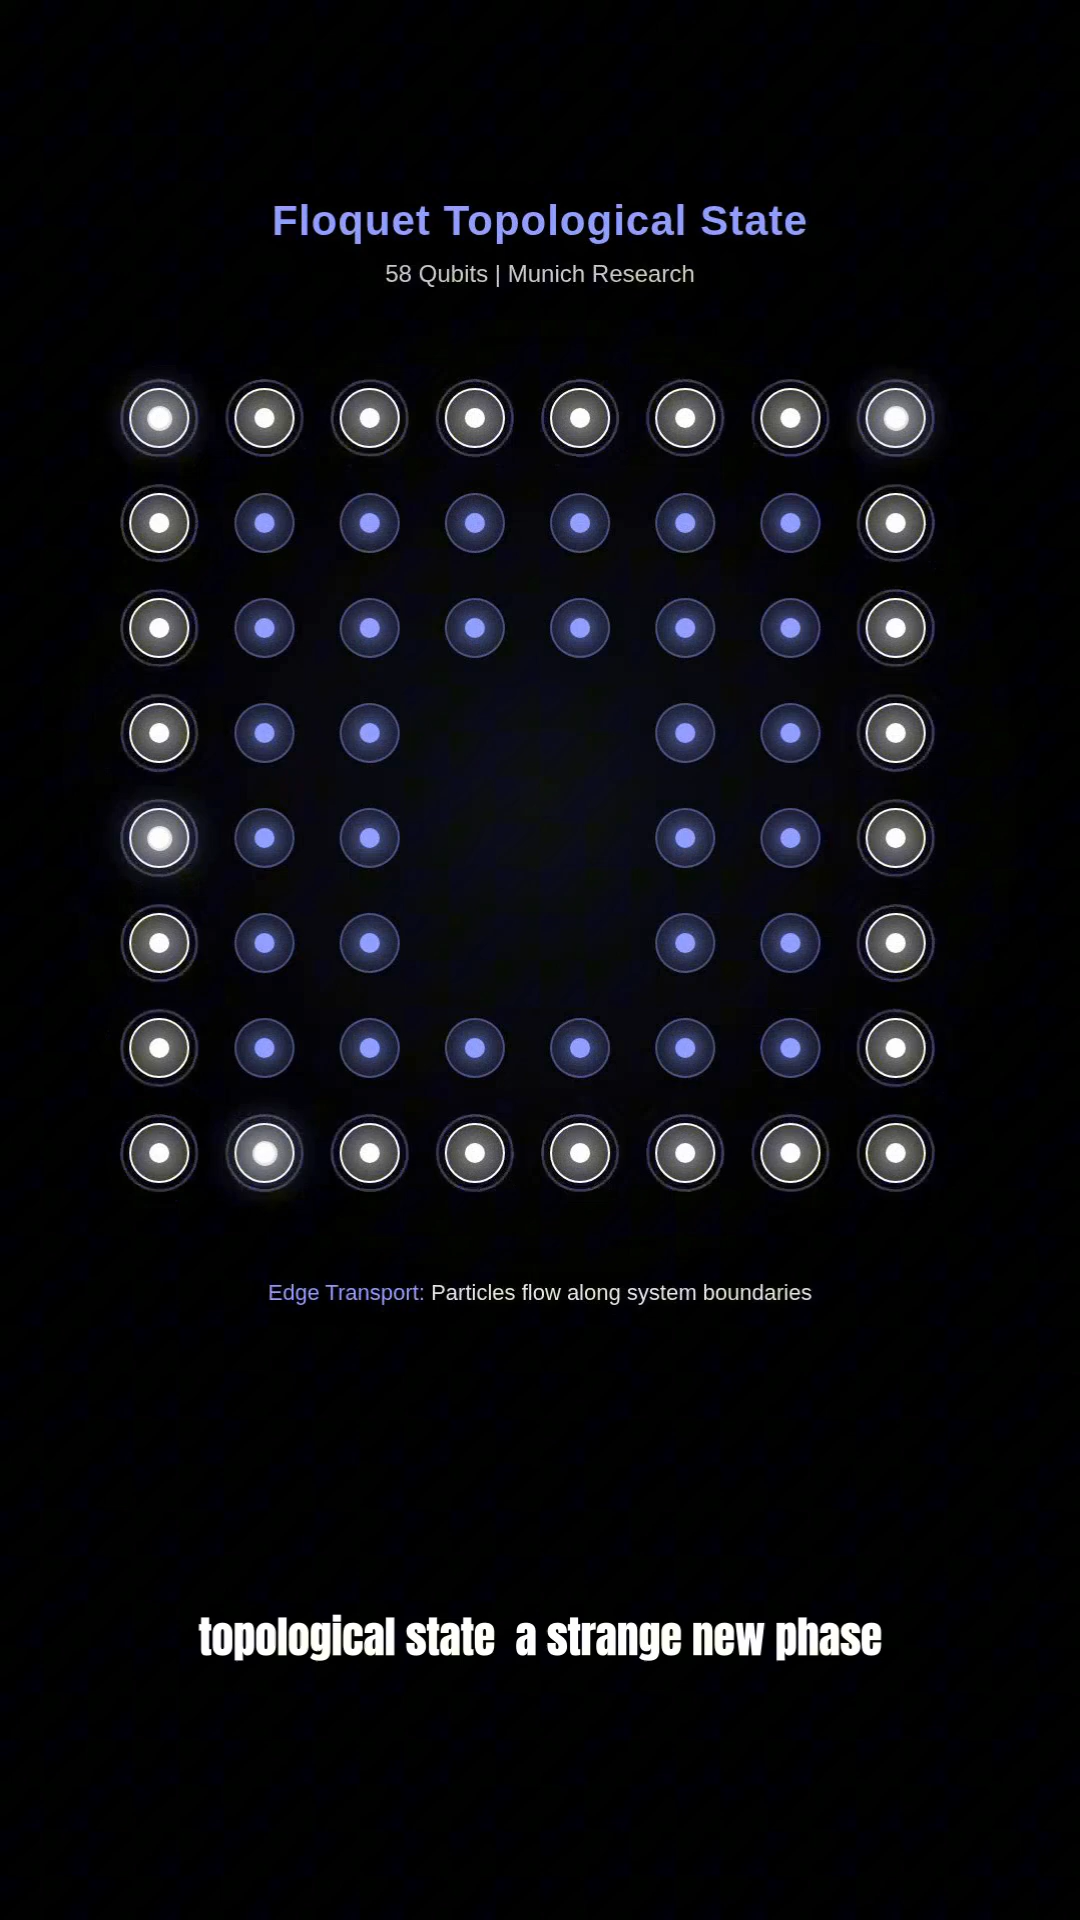 Floquet Topological State
58 Qubits | Munich Research
Edge Transport: Particles flow along system boundaries
topological state  a strange new phase